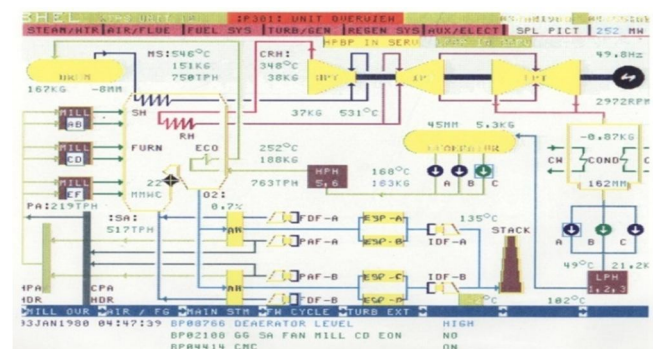 :P301: UNIT OVERVIEW
STEAM/WTR AIR/FLUE FUEL SYS TURB/GEN REGEN SYS AUX/ELECT SPL PICT 252 MW
HPBP IN SERV
MS:546°C CRH: 49.8Hz
151KG 348°C
750TPH 38KG HPT IP LPT
167KG -8MM
37KG 531°C 2972RPM
MILL AB SH RH
45MM 5.3KG
-0.87KG
MILL CD FURN ECO 252°C
188KG
HPH 5,6 168°C
183KG A B C
CW COND C
763TPH
162MM
MILL EF MMWC O2:
PA:219TPH 0.7%
:SA: 517TPH
AH FDF-A ESP-A 135°C STACK
PAF-A ESP-B IDF-A
A B C
AH PAF-B ESP-C IDF-B
FDF-B ESP-D
49°C 21.2K
LPH 1,2,3
102°C
HPA HDR CPA HDR
MILL OVR AIR / FG MAIN STM FW CYCLE TURB EXT
03JAN1980 04:47:39 BP08766 DEAERATOR LEVEL HIGH
BP02108 GG SA FAN MILL CD EON NO
BP04414 CMC ON